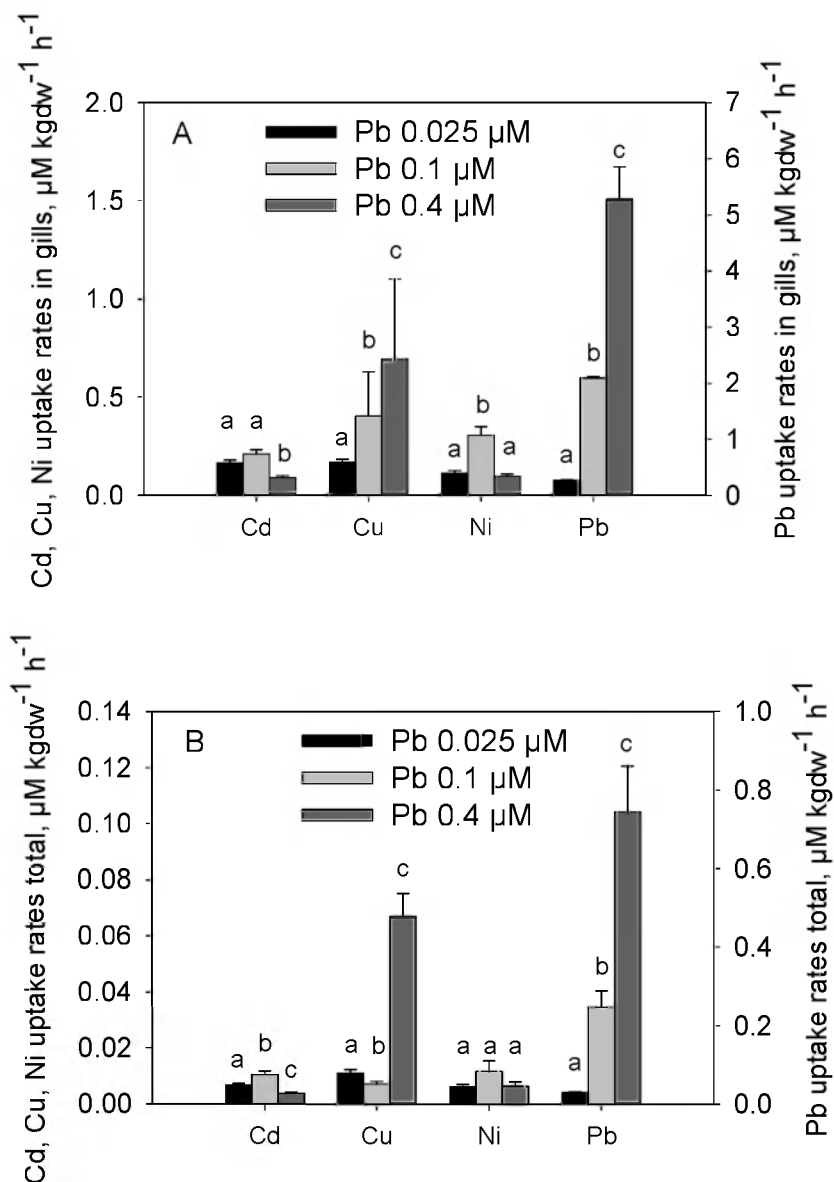 Cd, Cu, Ni uptake rates in gills, µM kgdw⁻¹ h⁻¹
2.0
1.5
1.0
0.5
0.0
A
Pb 0.025 µM
Pb 0.1 µM
Pb 0.4 µM
a a b
a b c
a b a
a b c
Cd Cu Ni Pb
7
6
5
4
3
2
1
0
Pb uptake rates in gills, µM kgdw⁻¹ h⁻¹
Cd, Cu, Ni uptake rates total, µM kgdw⁻¹ h⁻¹
0.14
0.12
0.10
0.08
0.06
0.04
0.02
0.00
B
Pb 0.025 µM
Pb 0.1 µM
Pb 0.4 µM
a b c
a b c
a a a
a b c
Cd Cu Ni Pb
1.0
0.8
0.6
0.4
0.2
0.0
Pb uptake rates total, µM kgdw⁻¹ h⁻¹